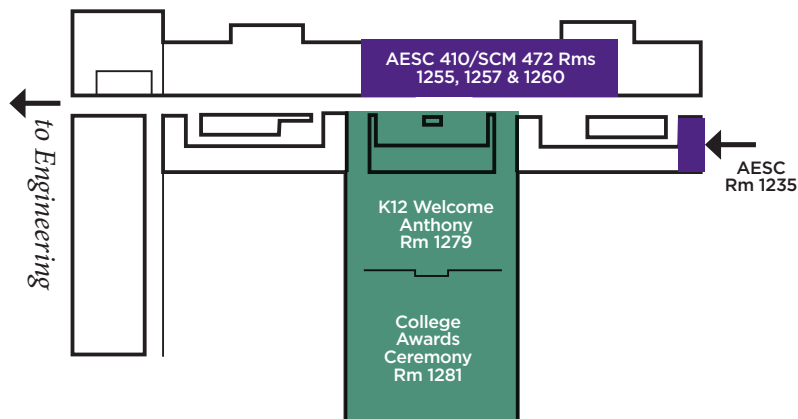 AESC 410/SCM 472 Rms
1255, 1257 & 1260
to Engineering
AESC
Rm 1235
K12 Welcome
Anthony
Rm 1279
College
Awards
Ceremony
Rm 1281